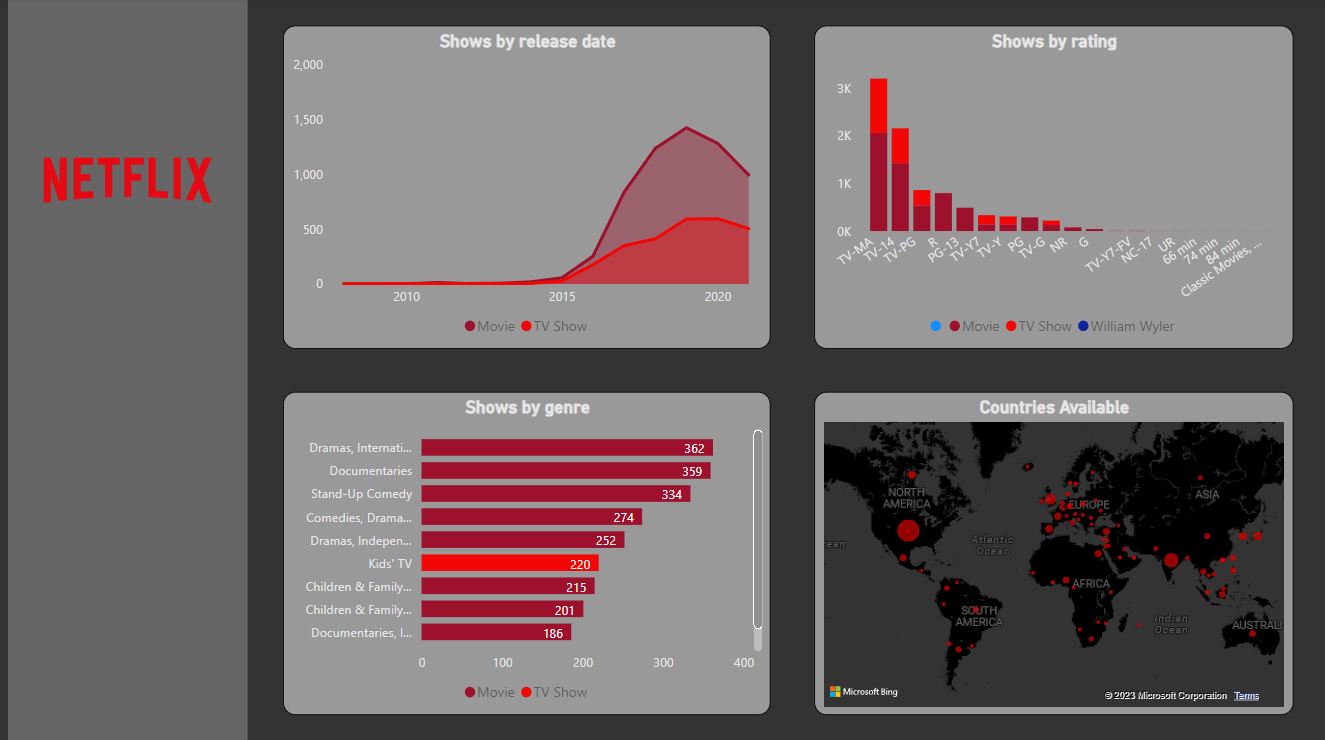 NETFLIX
Shows by release date
2,000
1,500
1,000
500
0
2010
2015
2020
Movie
TV Show
Shows by rating
3K
2K
1K
0K
TV-MA
TV-14
TV-PG
R
PG-13
TV-Y7
TV-Y
PG
TV-G
NR
G
TV-Y7-FV
NC-17
UR
66 min
74 min
84 min
Classic Movies, ...
Movie
TV Show
William Wyler
Shows by genre
Dramas, Internati... 362
Documentaries 359
Stand-Up Comedy 334
Comedies, Drama... 274
Dramas, Indepen... 252
Kids' TV 220
Children & Family... 215
Children & Family... 201
Documentaries, I... 186
0
100
200
300
400
Movie
TV Show
Countries Available
NORTH
AMERICA
EUROPE
ASIA
ean
Atlantic
Ocean
AFRICA
SOUTH
AMERICA
Indian
Ocean
AUSTRALI
Microsoft Bing
© 2023 Microsoft Corporation Terms